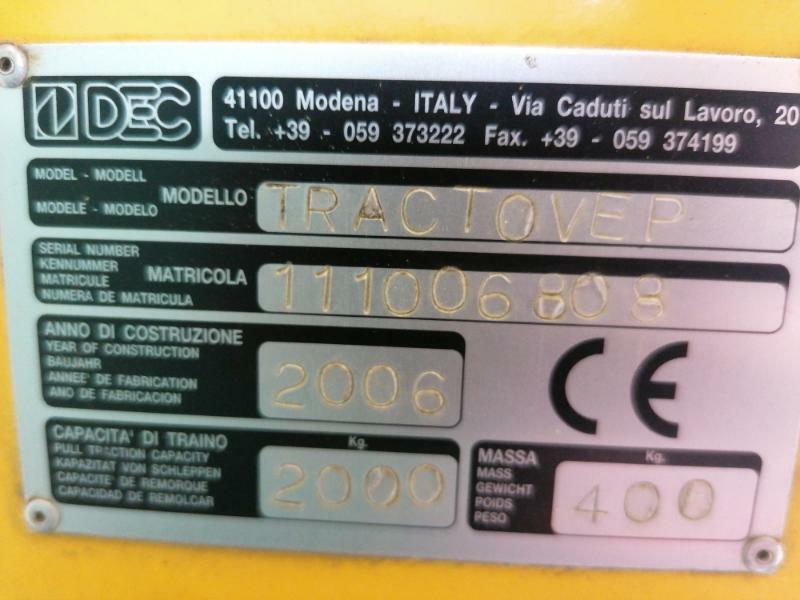 DEC
41100 Modena - ITALY - Via Caduti sul Lavoro, 20
Tel. +39 - 059 373222 Fax. +39 - 059 374199
MODEL - MODELL
MODELE - MODELO
MODELLO
TRACTOVEP
SERIAL NUMBER
KENNUMMER
MATRICULE
NUMERA DE MATRICULA
MATRICOLA
111006808
ANNO DI COSTRUZIONE
YEAR OF CONSTRUCTION
BAUJAHR
ANNEE' DE FABRICATION
ANO DE FABRICACION
2006
CE
CAPACITA' DI TRAINO
PULL TRACTION CAPACITY
KAPAZITAT VON SCHLEPPEN
CAPACITE' DE REMORQUE
CAPACIDAD DE REMOLCAR
Kg.
2000
MASSA
MASS
GEWICHT
POIDS
PESO
Kg.
400